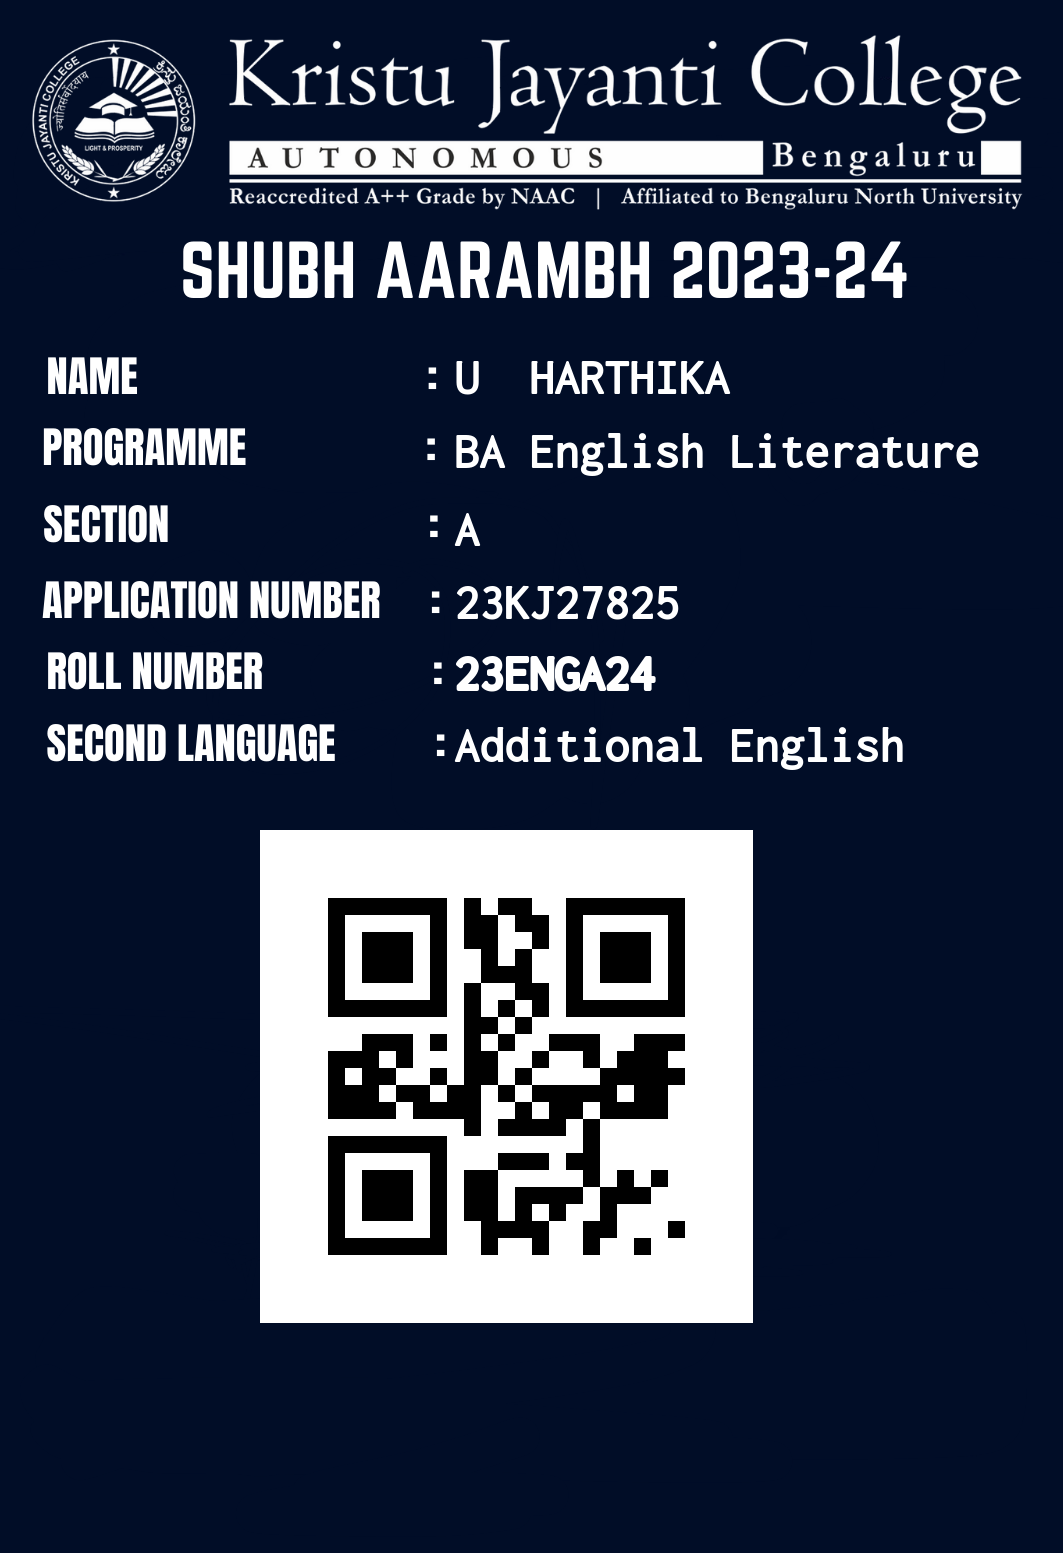 KRISTU JAYANTI COLLEGE
ಕ್ರಿಸ್ತು ಜಯಂತಿ ಕಾಲೇಜು
LIGHT & PROSPERITY
Kristu Jayanti College
AUTONOMOUS Bengaluru
Reaccredited A++ Grade by NAAC | Affiliated to Bengaluru North University
SHUBH AARAMBH 2023-24
NAME : U HARTHIKA
PROGRAMME : BA English Literature
SECTION : A
APPLICATION NUMBER : 23KJ27825
ROLL NUMBER : 23ENGA24
SECOND LANGUAGE : Additional English